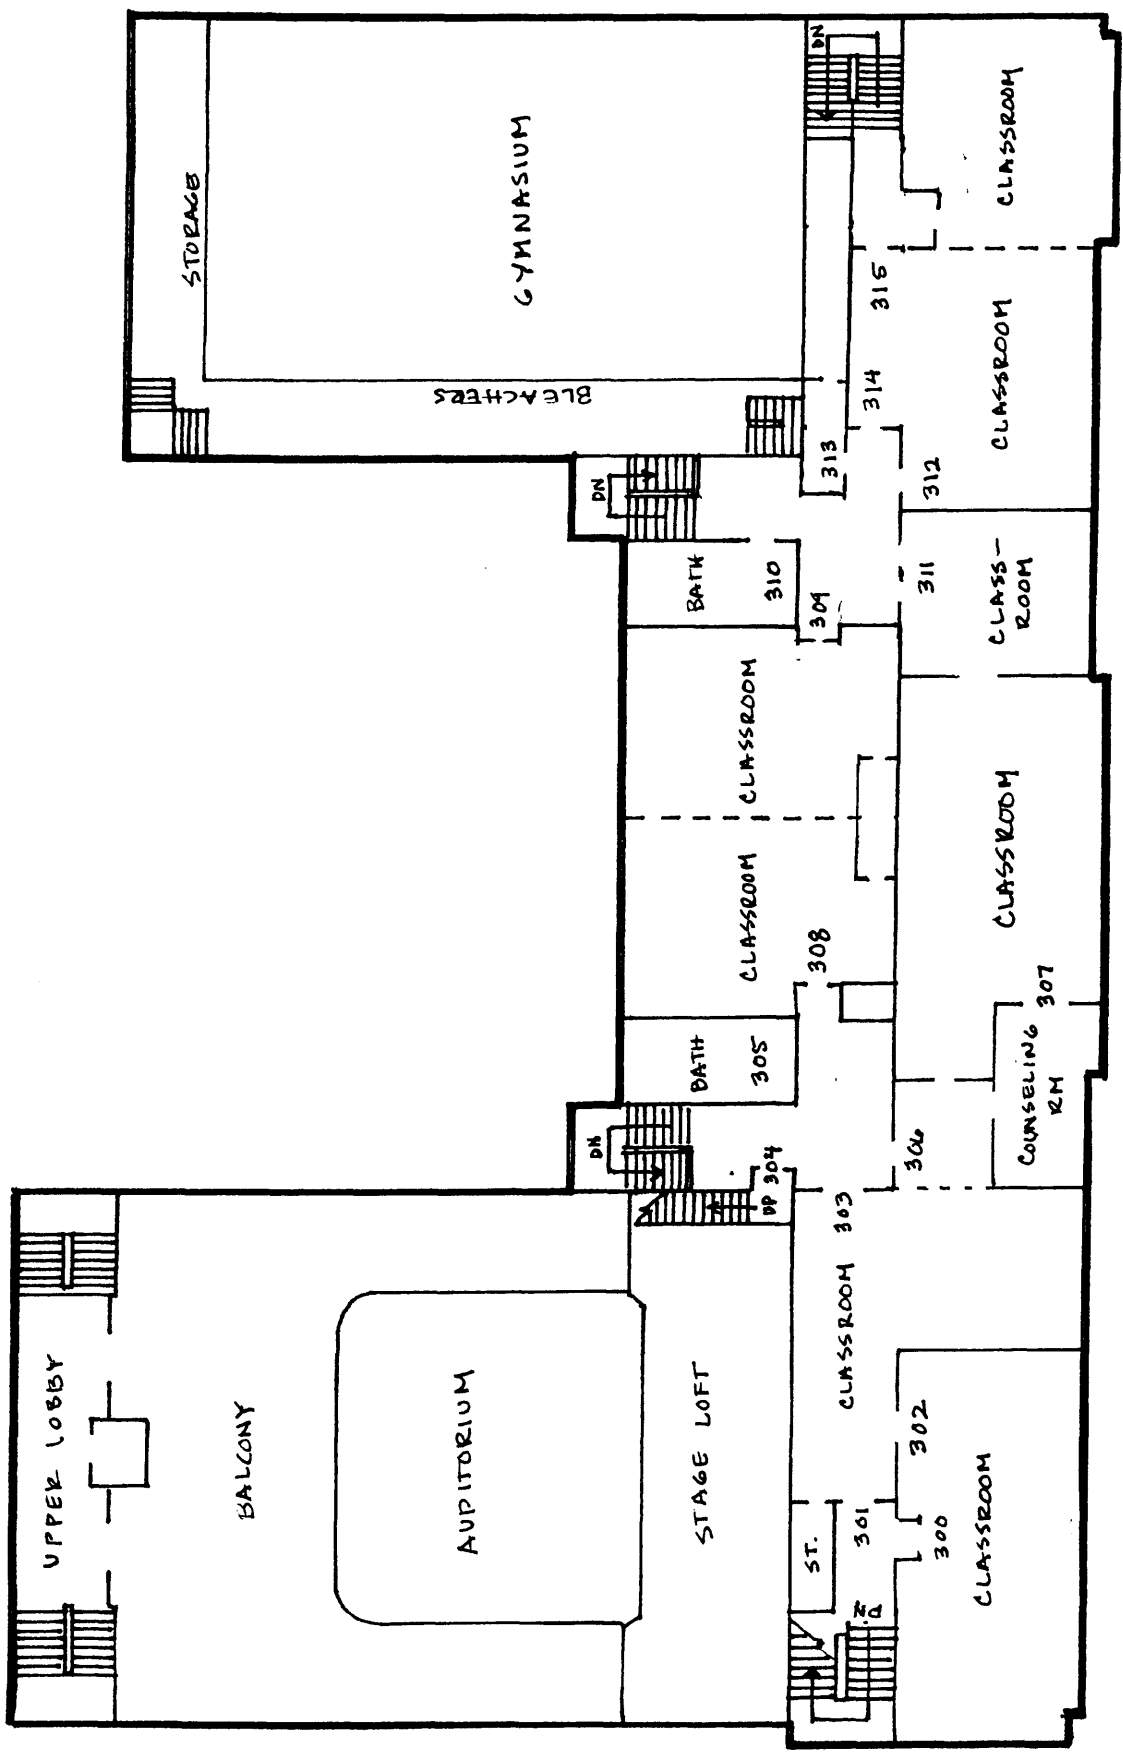 UPPER LOBBY
STORAGE
BALCONY
AUDITORIUM
GYMNASIUM
BLEACHERS
DN
DN
STAGE LOFT
BATH
BATH
CLASSROOM
CLASSROOM
305
310
DP 304
ST.
308
309
313
DN
CLASSROOM
303
301
DN
314
315
302
306
311
312
300
CLASSROOM
CLASSROOM
CLASS-
ROOM
CLASSROOM
CLASSROOM
COUNSELING
RM
307